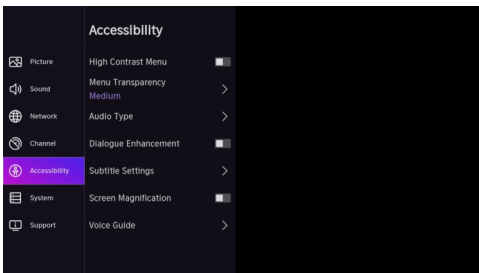 Accessibility
Picture
High Contrast Menu
Sound
Menu Transparency
Medium
Network
Audio Type
Channel
Dialogue Enhancement
Accessibility
Subtitle Settings
System
Screen Magnification
Support
Voice Guide